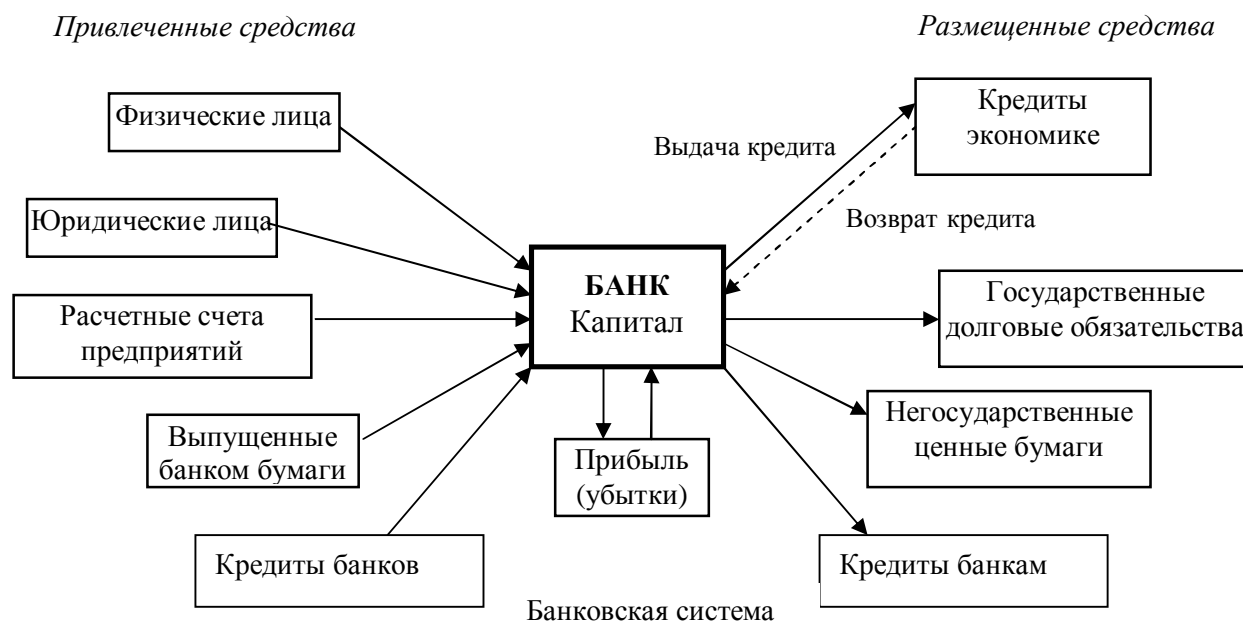 Привлеченные средства
Размещенные средства
Физические лица
Кредиты
экономике
Выдача кредита
Юридические лица
Возврат кредита
БАНК
Капитал
Расчетные счета
предприятий
Государственные
долговые обязательства
Выпущенные
банком бумаги
Прибыль
(убытки)
Негосударственные
ценные бумаги
Кредиты банков
Кредиты банкам
Банковская система